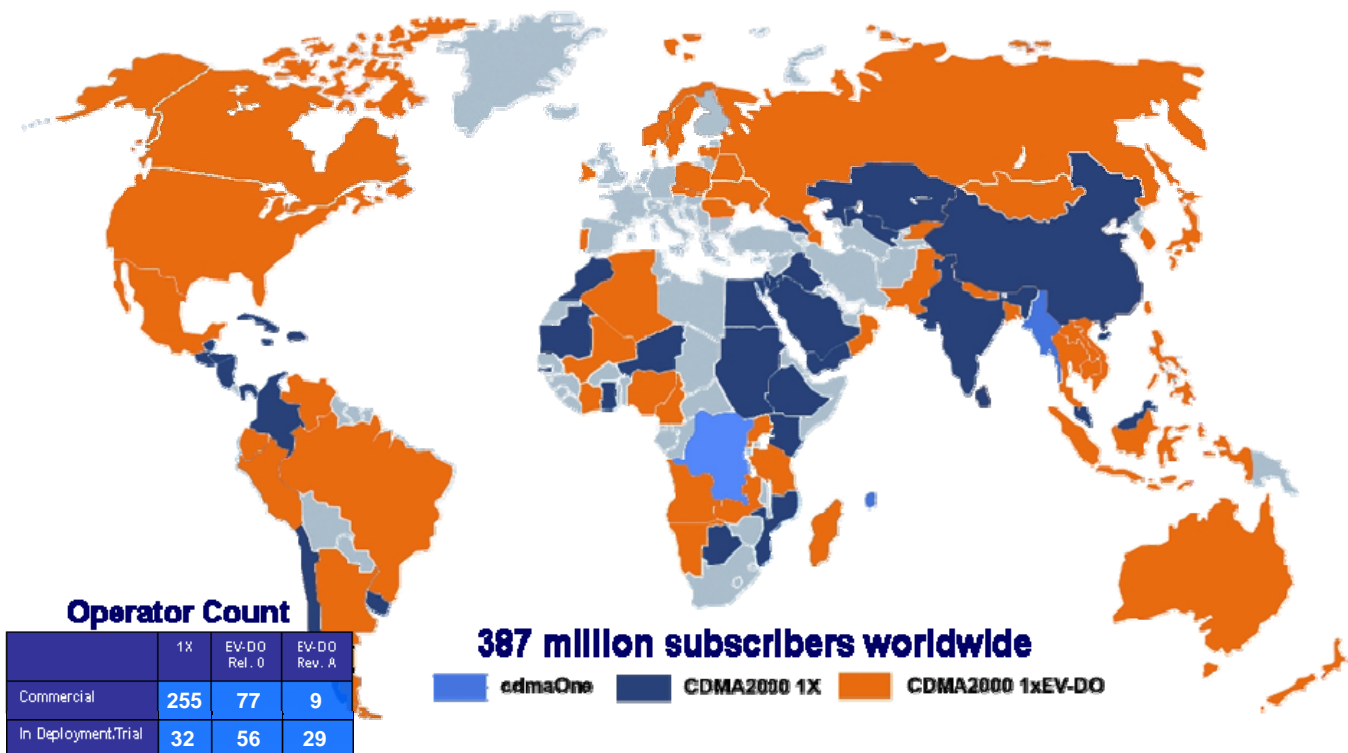 Operator Count
1X EV-DO Rel. 0 EV-DO Rev. A
Commercial 255 77 9
In Deployment/Trial 32 56 29
387 million subscribers worldwide
cdmaOne CDMA2000 1X CDMA2000 1xEV-DO